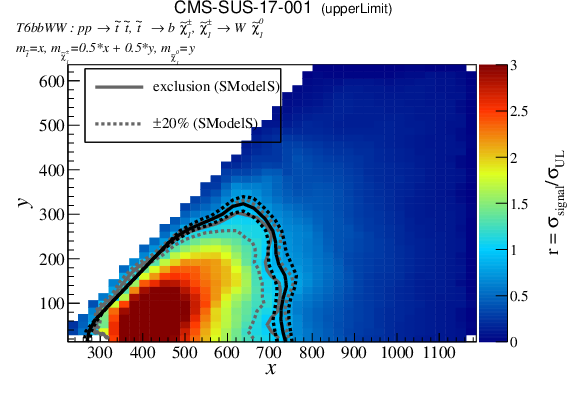 CMS-SUS-17-001 (upperLimit)
T6bbWW : pp → t̃ t̃, t̃ → b χ̃₁±, χ̃₁± → W χ̃₁⁰
m_t̃=x, m_χ̃₁±=0.5*x + 0.5*y, m_χ̃₁⁰=y
exclusion (SModelS)
±20% (SModelS)
y
600
500
400
300
200
100
300 400 500 600 700 800 900 1000 1100
x
3
2.5
2
1.5
1
0.5
0
r = σ_signal/σ_UL